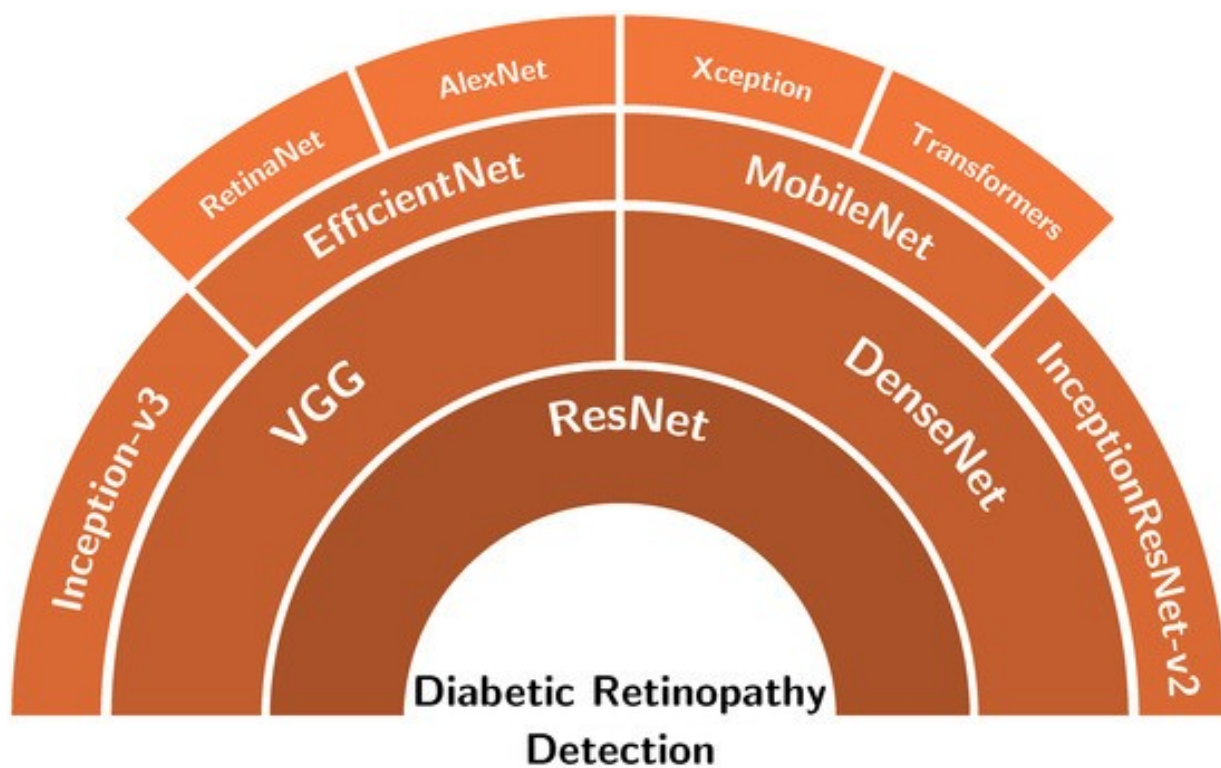 RetinaNet
AlexNet
Xception
Transformers
Inception-v3
EfficientNet
MobileNet
InceptionResNet-v2
VGG
DenseNet
ResNet
Diabetic Retinopathy
Detection